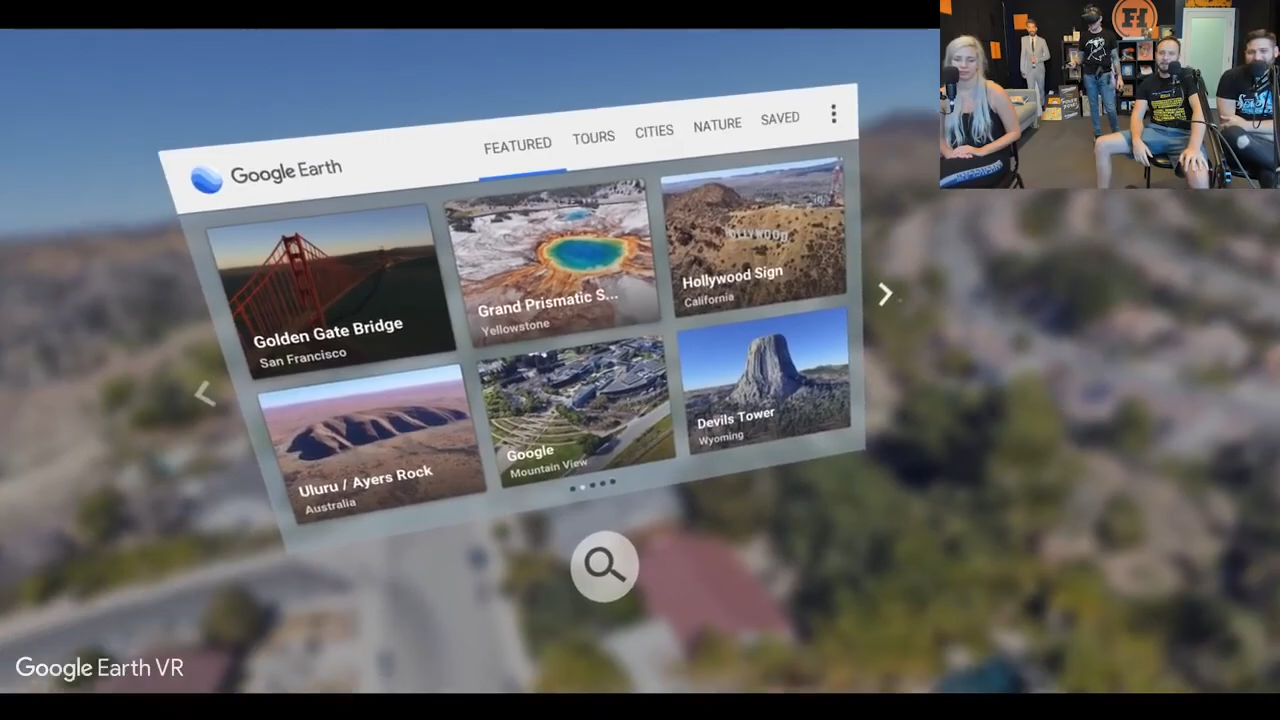 Google Earth
FEATURED
TOURS
CITIES
NATURE
SAVED
Golden Gate Bridge
San Francisco
Grand Prismatic S...
Yellowstone
HOLLYWOOD
Hollywood Sign
California
Uluru / Ayers Rock
Australia
Google
Mountain View
Devils Tower
Wyoming
Google Earth VR